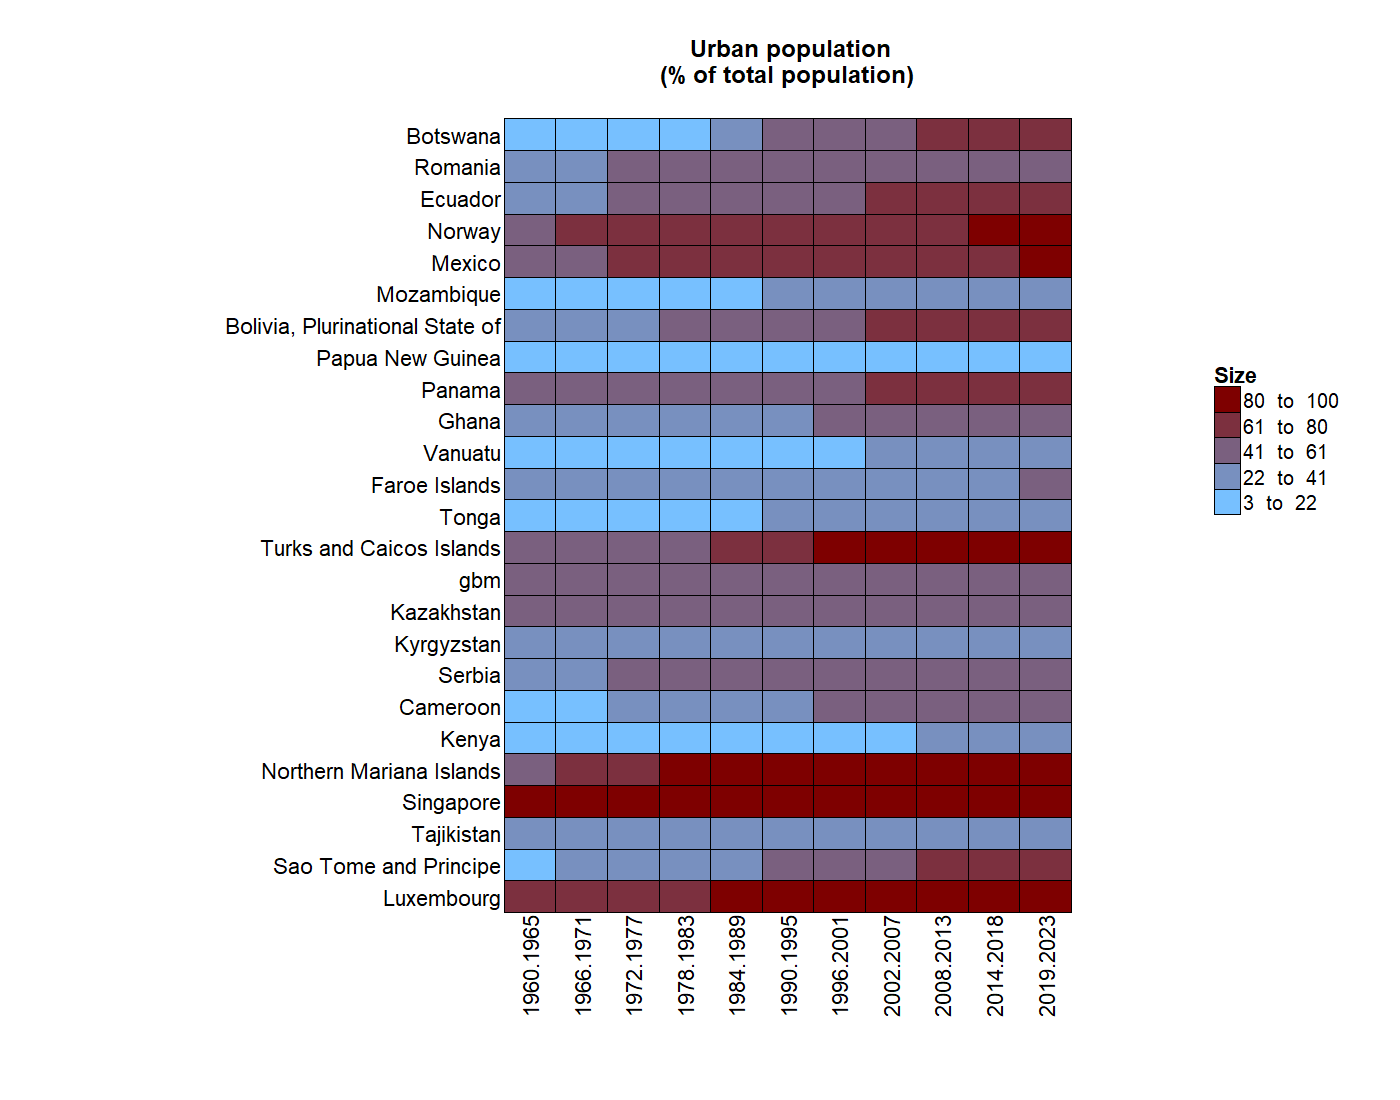 Urban population
(% of total population)
Botswana
Romania
Ecuador
Norway
Mexico
Mozambique
Bolivia, Plurinational State of
Papua New Guinea
Panama
Ghana
Vanuatu
Faroe Islands
Tonga
Turks and Caicos Islands
gbm
Kazakhstan
Kyrgyzstan
Serbia
Cameroon
Kenya
Northern Mariana Islands
Singapore
Tajikistan
Sao Tome and Principe
Luxembourg
1960.1965
1966.1971
1972.1977
1978.1983
1984.1989
1990.1995
1996.2001
2002.2007
2008.2013
2014.2018
2019.2023
Size
80 to 100
61 to 80
41 to 61
22 to 41
3 to 22